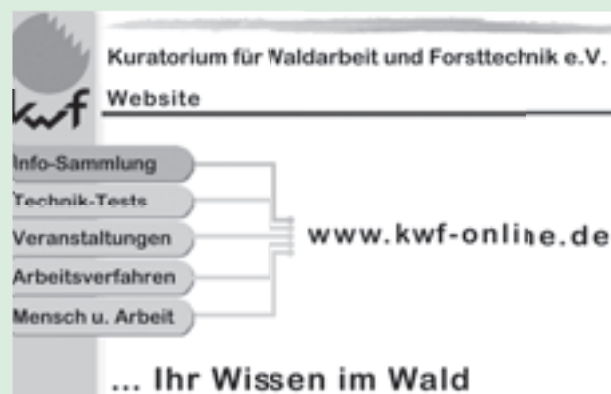 Kuratorium für Waldarbeit und Forsttechnik e.V.
kwf
Website
Info-Sammlung
Technik-Tests
Veranstaltungen
www.kwf-online.de
Arbeitsverfahren
Mensch u. Arbeit
... Ihr Wissen im Wald